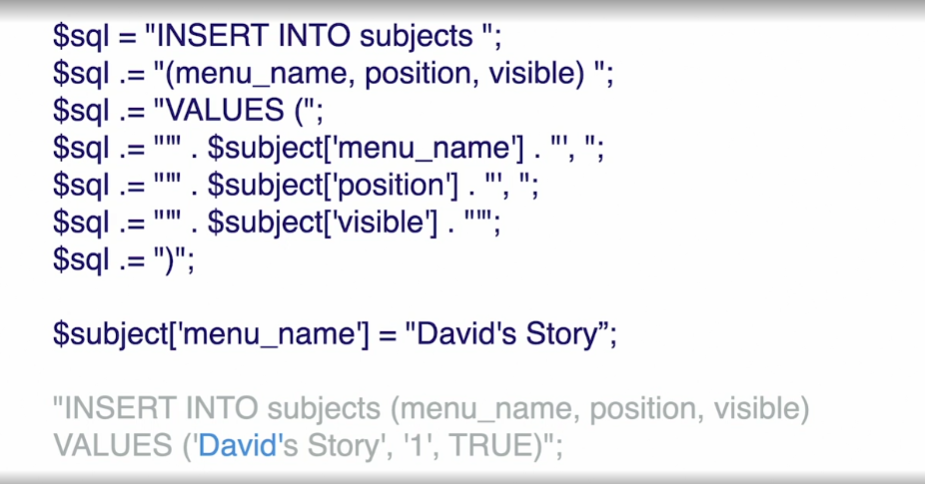 $sql = "INSERT INTO subjects ";
$sql .= "(menu_name, position, visible) ";
$sql .= "VALUES (";
$sql .= "'" . $subject['menu_name'] . "', ";
$sql .= "'" . $subject['position'] . "', ";
$sql .= "'" . $subject['visible'] . "'";
$sql .= ")";
$subject['menu_name'] = "David's Story”;
"INSERT INTO subjects (menu_name, position, visible)
VALUES ('David's Story', '1', TRUE)";